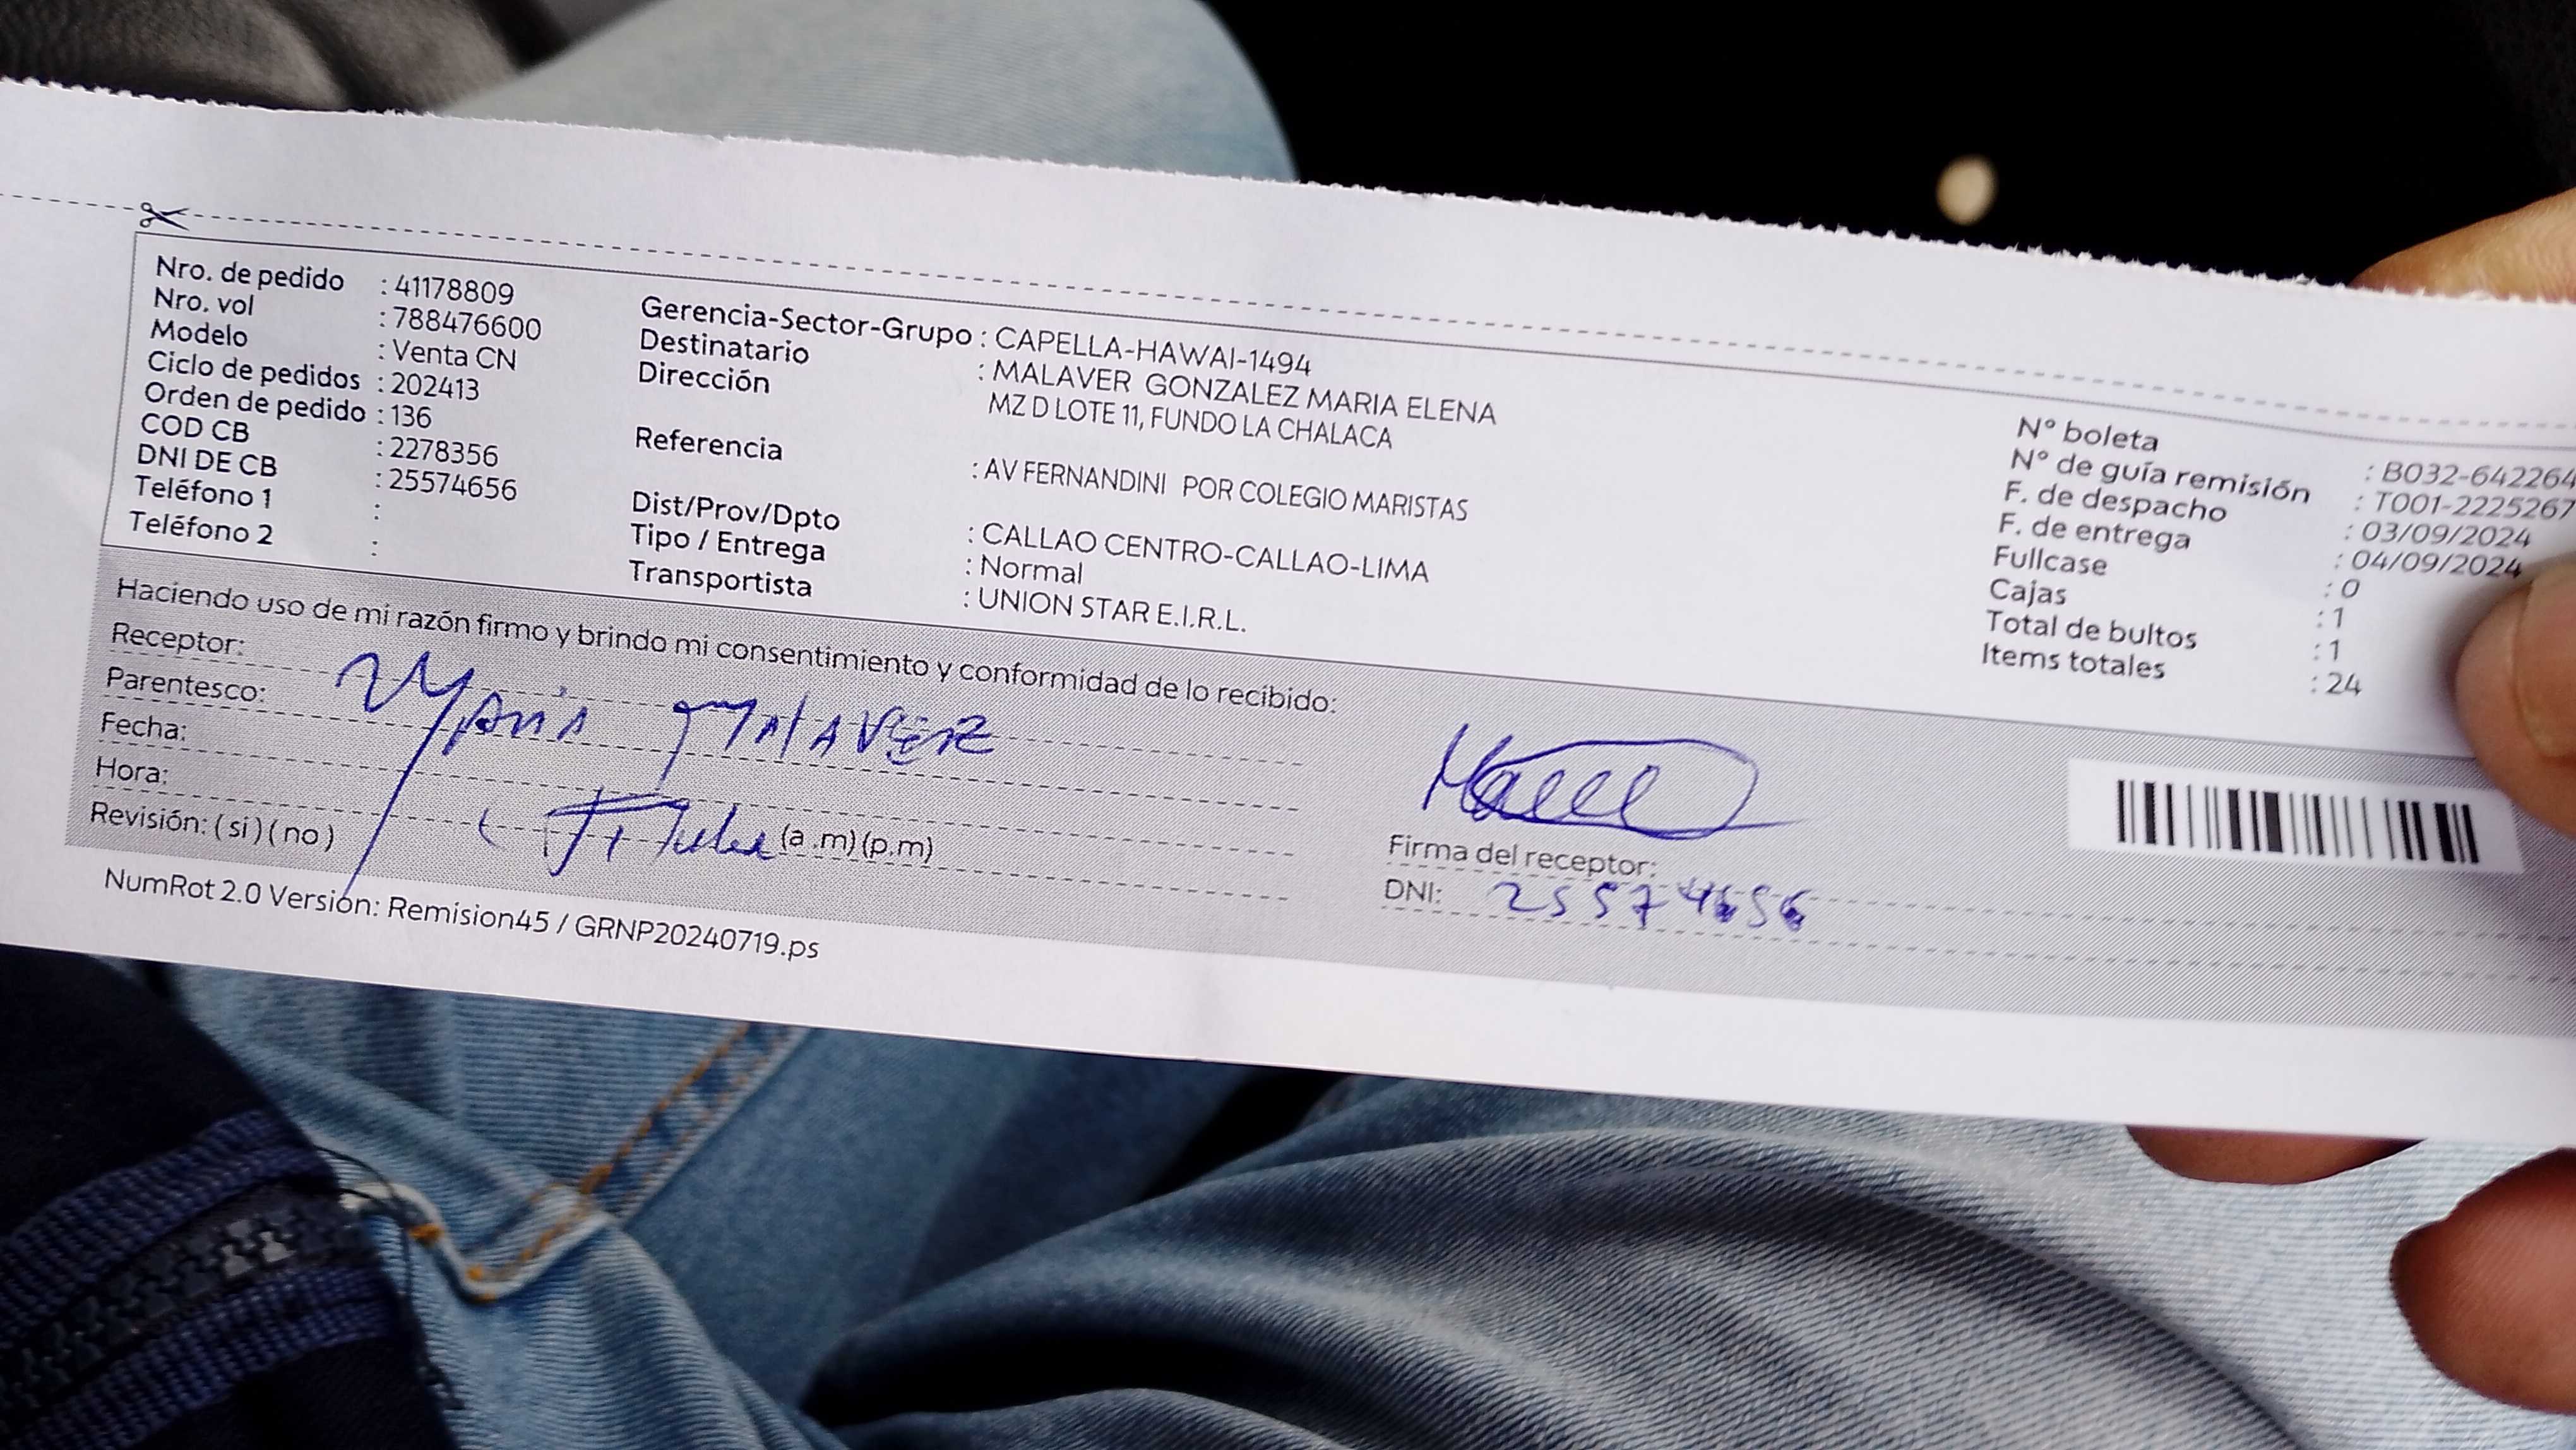 Nro. de pedido : 41178809
Nro. vol : 788476600
Modelo : Venta CN
Ciclo de pedidos : 202413
Orden de pedido : 136
COD CB : 2278356
DNI DE CB : 25574656
Teléfono 1 :
Teléfono 2 :
Gerencia-Sector-Grupo : CAPELLA-HAWAI-1494
Destinatario : MALAVER GONZALEZ MARIA ELENA
Dirección MZ D LOTE 11, FUNDO LA CHALACA
Referencia : AV FERNANDINI POR COLEGIO MARISTAS
Dist/Prov/Dpto : CALLAO CENTRO-CALLAO-LIMA
Tipo / Entrega : Normal
Transportista : UNION STAR E.I.R.L.
N° boleta : B032-642264
N° de guía remisión : T001-2225267
F. de despacho : 03/09/2024
F. de entrega : 04/09/2024
Fullcase : 0
Cajas : 1
Total de bultos : 1
Items totales : 24
Haciendo uso de mi razón firmo y brindo mi consentimiento y conformidad de lo recibido:
Receptor:
Parentesco: MALAVER
Fecha:
Hora: (a .m) (p.m)
Revisión: ( si ) ( no )
Firma del receptor:
DNI: 25574656
NumRot 2.0 Versión: Remision45 / GRNP20240719.ps